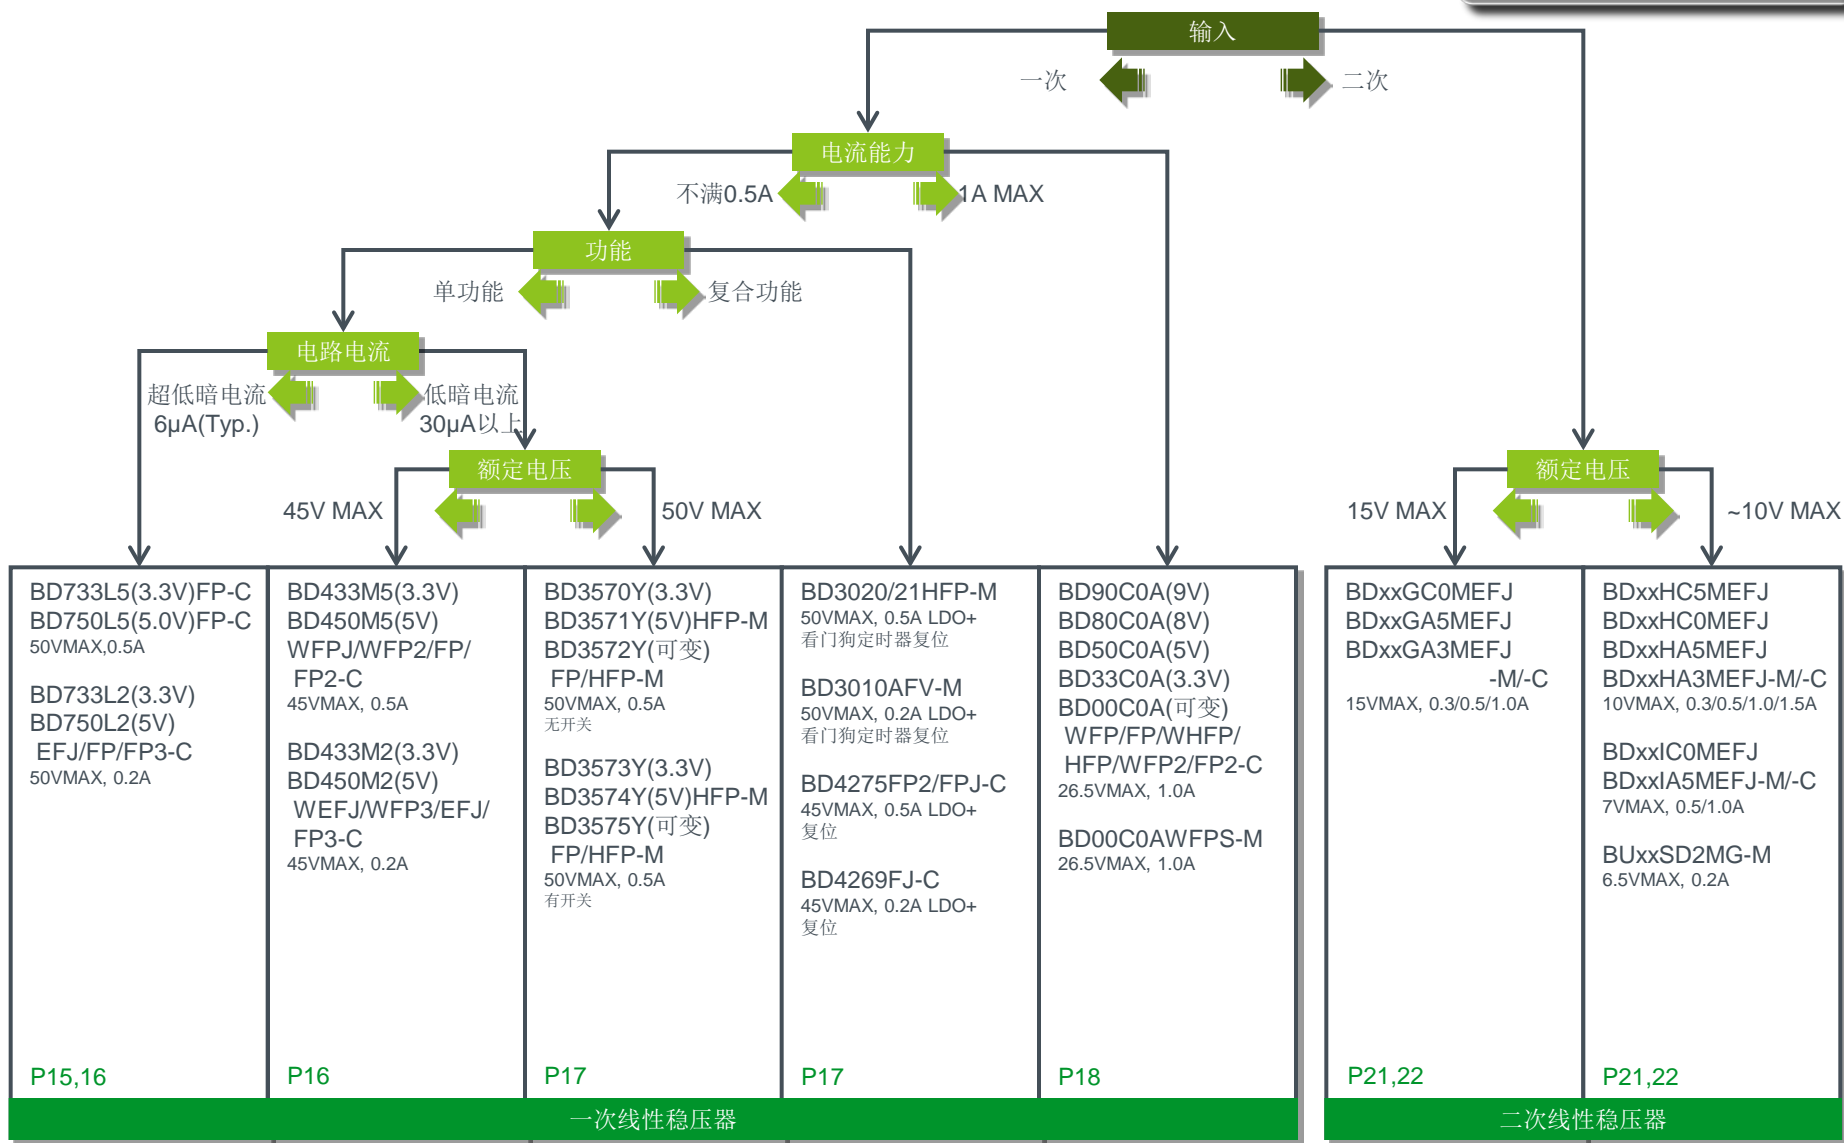 输入
一次
二次
电流能力
不满0.5A
1A MAX
功能
单功能
复合功能
电路电流
超低暗电流
6µA(Typ.)
低暗电流
30µA以上
额定电压
45V MAX
50V MAX
额定电压
15V MAX
~10V MAX
BD733L5(3.3V)FP-C
BD750L5(5.0V)FP-C
50VMAX,0.5A
BD733L2(3.3V)
BD750L2(5V)
EFJ/FP/FP3-C
50VMAX, 0.2A
P15,16
BD433M5(3.3V)
BD450M5(5V)
WFPJ/WFP2/FP/
FP2-C
45VMAX, 0.5A
BD433M2(3.3V)
BD450M2(5V)
WEFJ/WFP3/EFJ/
FP3-C
45VMAX, 0.2A
P16
BD3570Y(3.3V)
BD3571Y(5V)HFP-M
BD3572Y(可变)
FP/HFP-M
50VMAX, 0.5A
无开关
BD3573Y(3.3V)
BD3574Y(5V)HFP-M
BD3575Y(可变)
FP/HFP-M
50VMAX, 0.5A
有开关
P17
BD3020/21HFP-M
50VMAX, 0.5A LDO+
看门狗定时器复位
BD3010AFV-M
50VMAX, 0.2A LDO+
看门狗定时器复位
BD4275FP2/FPJ-C
45VMAX, 0.5A LDO+
复位
BD4269FJ-C
45VMAX, 0.2A LDO+
复位
P17
BD90C0A(9V)
BD80C0A(8V)
BD50C0A(5V)
BD33C0A(3.3V)
BD00C0A(可变)
WFP/FP/WHFP/
HFP/WFP2/FP2-C
26.5VMAX, 1.0A
BD00C0AWFPS-M
26.5VMAX, 1.0A
P18
BDxxGC0MEFJ
BDxxGA5MEFJ
BDxxGA3MEFJ
-M/-C
15VMAX, 0.3/0.5/1.0A
P21,22
BDxxHC5MEFJ
BDxxHC0MEFJ
BDxxHA5MEFJ
BDxxHA3MEFJ-M/-C
10VMAX, 0.3/0.5/1.0/1.5A
BDxxIC0MEFJ
BDxxIA5MEFJ-M/-C
7VMAX, 0.5/1.0A
BUxxSD2MG-M
6.5VMAX, 0.2A
P21,22
一次线性稳压器
二次线性稳压器